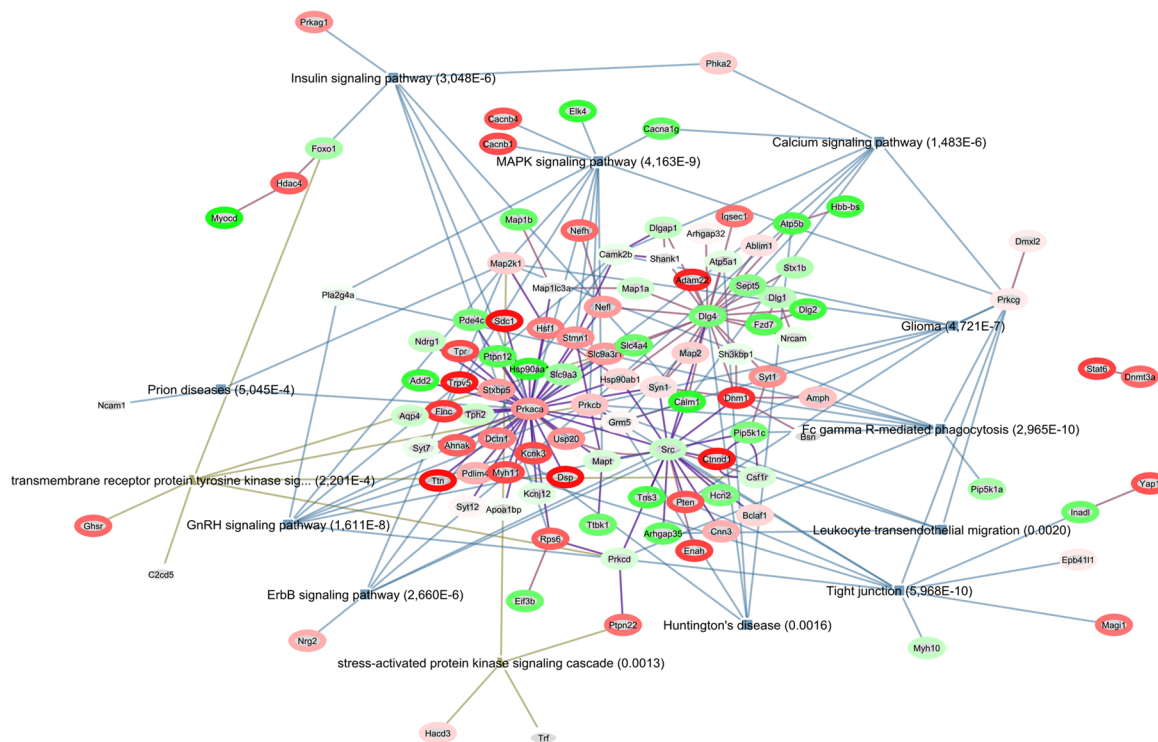 Prkag1
Phka2
Insulin signaling pathway (3,048E-6)
Elk4
Cacnb4
Cacna1g
Cacnb1
Calcium signaling pathway (1,483E-6)
Foxo1
MAPK signaling pathway (4,163E-9)
Hdac4
Hbb-bs
Myocd
Map1b
Iqsec1
Atp5b
Nefh
Dlgap1
Arhgap32
Dmxl2
Ablim1
Camk2b
Shank1
Atp5a1
Map2k1
Stx1b
Adam22
Sept5
Map1lc3a
Map1a
Pla2g4a
Nefl
Dlg1
Prkcg
Dlg2
Dlg4
Pde4c
Sdc1
Fzd7
Glioma (4,721E-7)
Hsf1
Stmn1
Ndrg1
Slc4a4
Nrcam
Tpr
Ptpn12
Slc9a3r1
Map2
Sh3kbp1
Hsp90aa1
Slc9a3
Stat6
Dnmt3a
Add2
Trpv5
Hsp90ab1
Syt1
Prion diseases (5,045E-4)
Stxbp5
Syn1
Ncam1
Calm1
Dnm1
Amph
Flnc
Prkaca
Prkcb
Aqp4
Tph2
Grm5
Fc gamma R-mediated phagocytosis (2,965E-10)
Pip5k1c
Bsn
Syt7
Ahnak
Dctn1
Usp20
Src
Kcnk3
Mapt
Ctnnd1
Pdlim4
Myh11
transmembrane receptor protein tyrosine kinase sig... (2,201E-4)
Ttn
Dsp
Csf1r
Pip5k1a
Kcnj12
Tns3
Hcn2
Yap1
Pten
Syt12
Apoa1bp
Inadl
Bclaf1
GnRH signaling pathway (1,611E-8)
Ttbk1
Leukocyte transendothelial migration (0.0020)
Ghsr
Arhgap35
Cnn3
Rps6
Enah
Prkcd
Epb41l1
C2cd5
ErbB signaling pathway (2,660E-6)
Tight junction (5,968E-10)
Eif3b
Huntington's disease (0.0016)
Ptpn22
Magi1
Nrg2
Myh10
stress-activated protein kinase signaling cascade (0.0013)
Hacd3
Trf